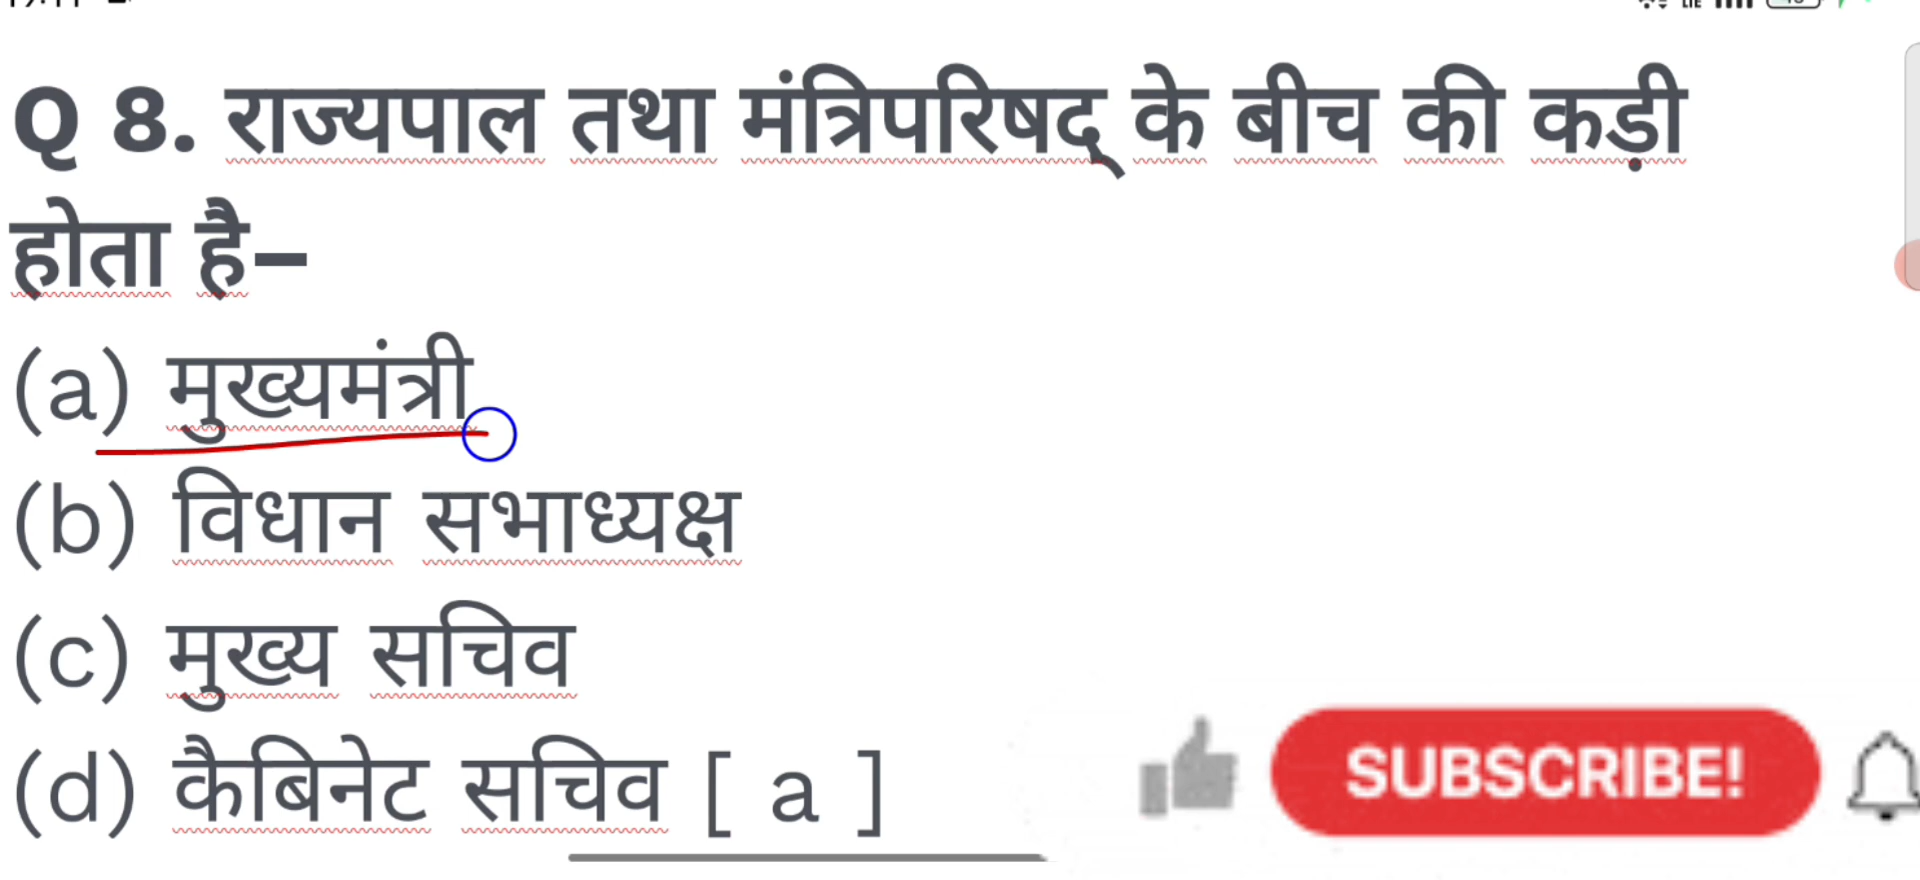 Q 8. राज्यपाल तथा मंत्रिपरिषद् के बीच की कड़ी
होता है–
(a) मुख्यमंत्री
(b) विधान सभाध्यक्ष
(c) मुख्य सचिव
(d) कैबिनेट सचिव [ a ]
SUBSCRIBE!